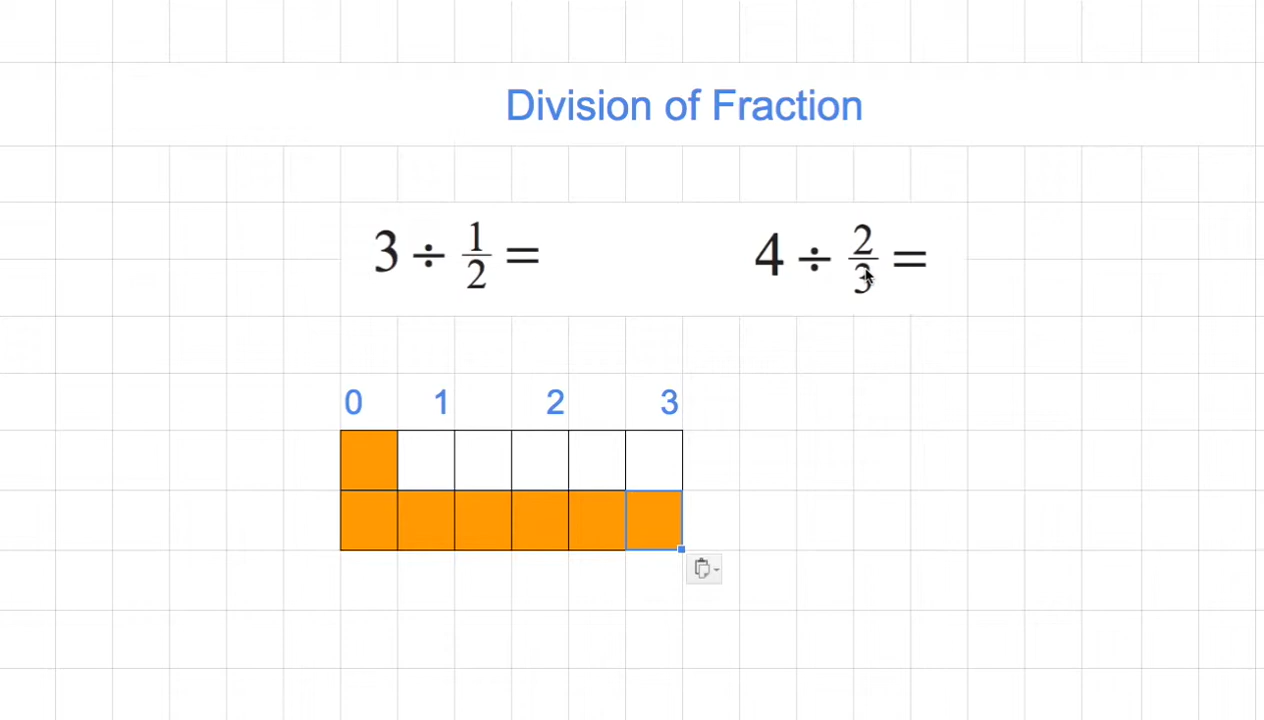 Division of Fraction
3 ÷ 1/2 =
4 ÷ 2/3 =
0 1 2 3